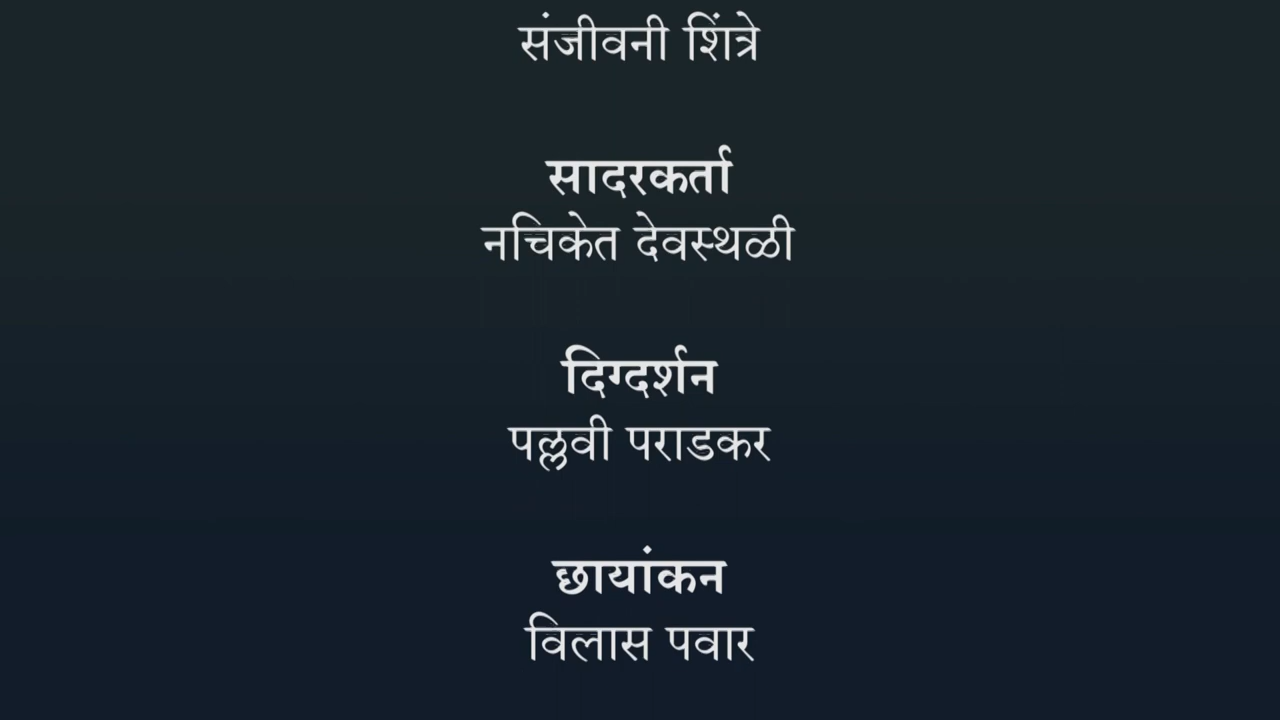 संजीवनी शिंत्रे
सादरकर्ता
नचिकेत देवस्थळी
दिग्दर्शन
पल्लवी पराडकर
छायांकन
विलास पवार